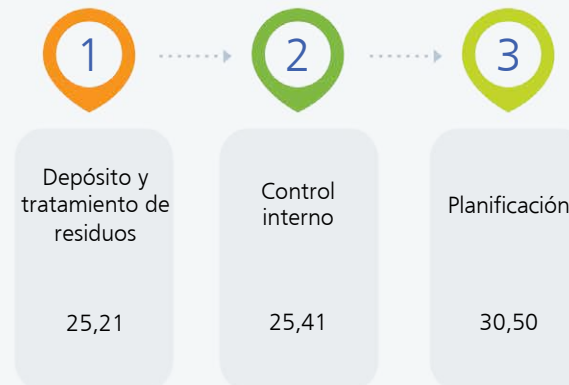 1
2
3
Depósito y
tratamiento de
residuos
25,21
Control
interno
25,41
Planificación
30,50